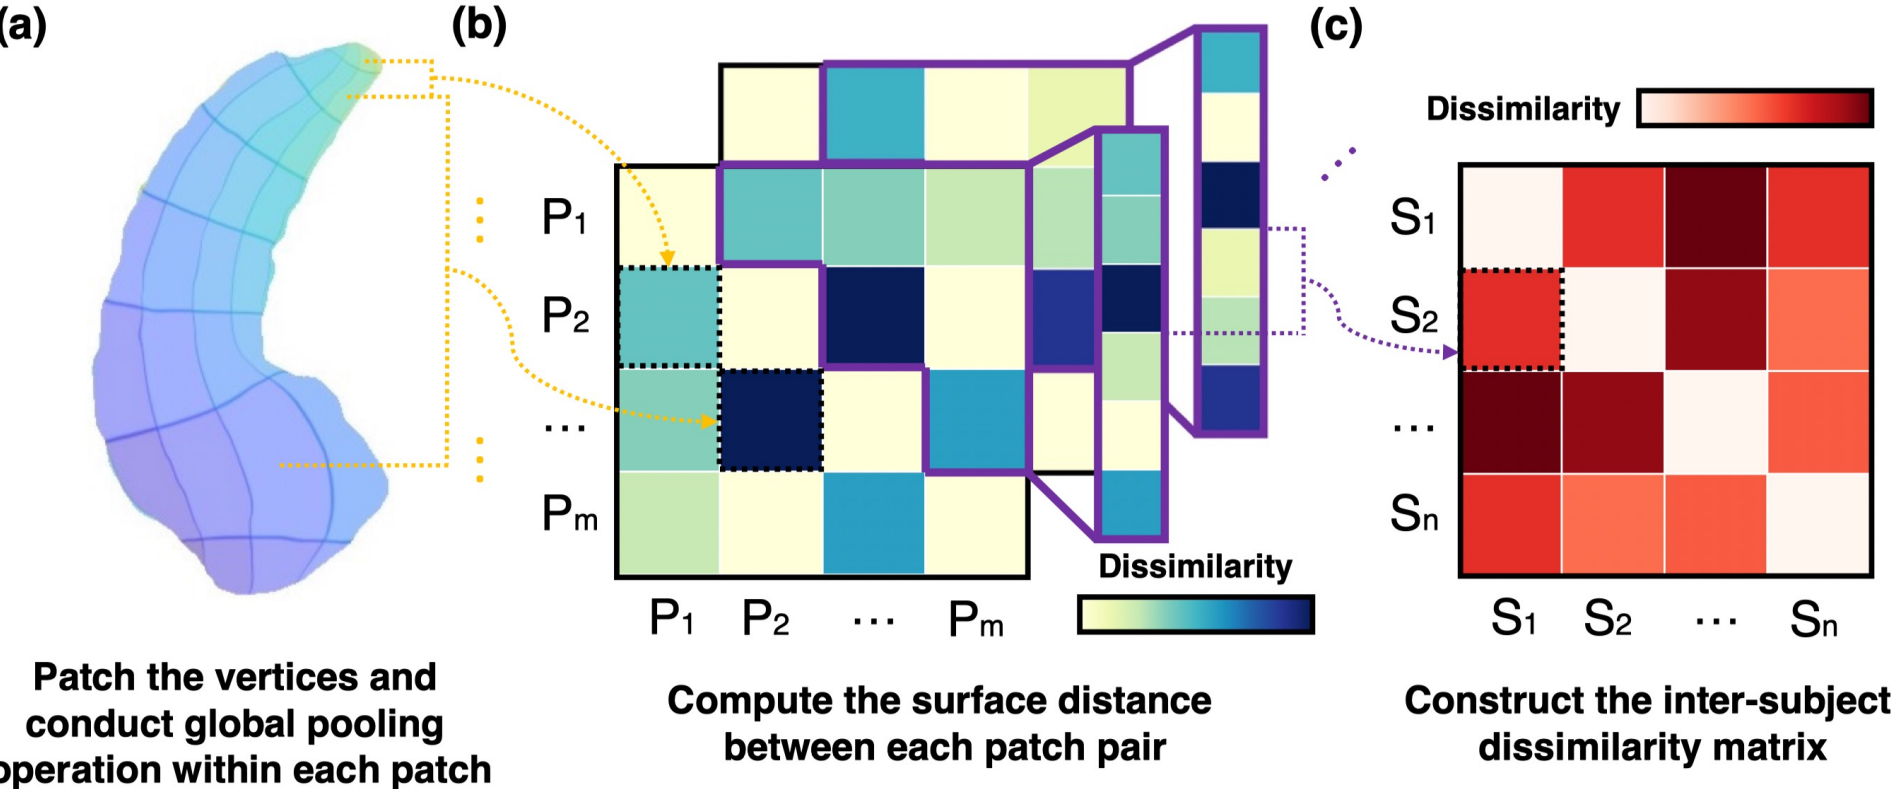 (a)
Patch the vertices and
conduct global pooling
operation within each patch
(b)
P1
P2
...
Pm
P1 P2 ... Pm
Dissimilarity
Compute the surface distance
between each patch pair
(c)
Dissimilarity
S1
S2
...
Sn
S1 S2 ... Sn
Construct the inter-subject
dissimilarity matrix